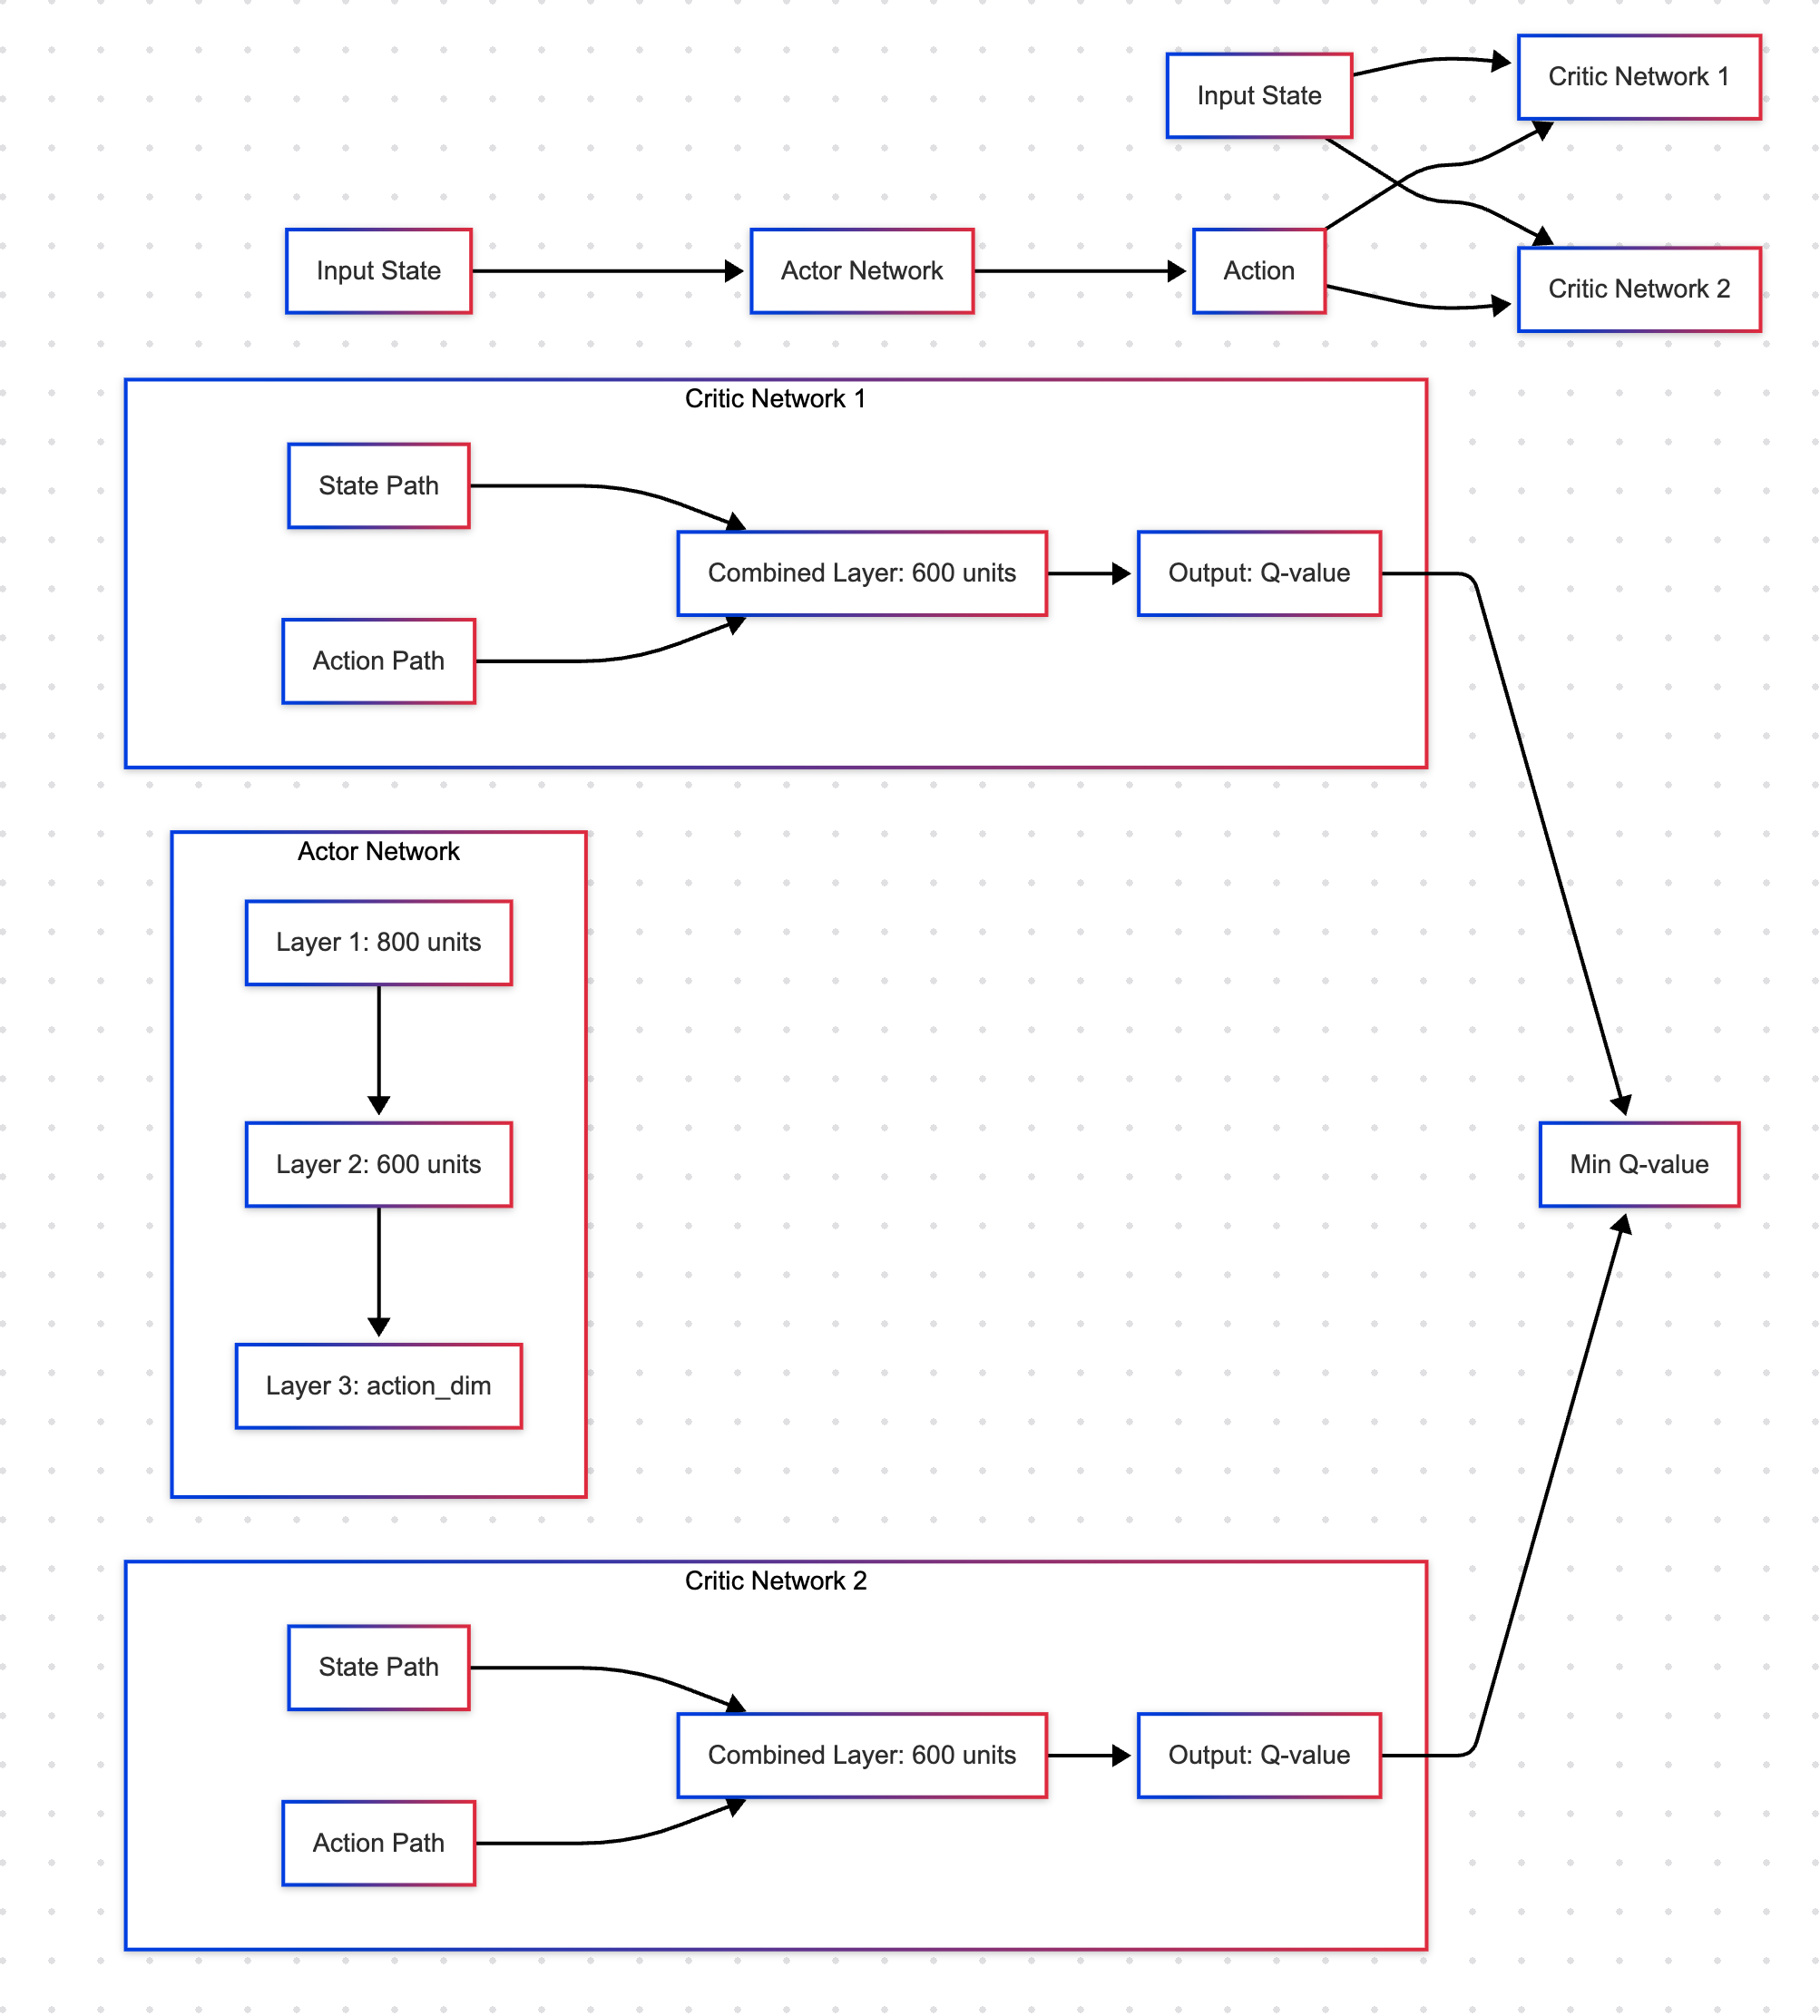 Input State
Critic Network 1
Input State
Actor Network
Action
Critic Network 2
Critic Network 1
State Path
Combined Layer: 600 units
Output: Q-value
Action Path
Actor Network
Layer 1: 800 units
Layer 2: 600 units
Layer 3: action_dim
Min Q-value
Critic Network 2
State Path
Combined Layer: 600 units
Output: Q-value
Action Path